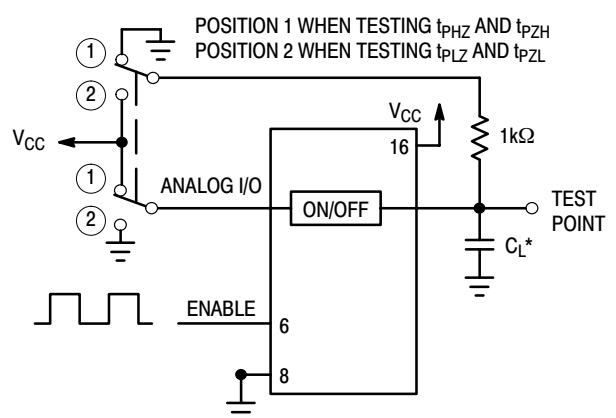 POSITION 1 WHEN TESTING tPHZ AND tPZH
POSITION 2 WHEN TESTING tPLZ AND tPZL
1
2
VCC
VCC
16
1kΩ
1
ANALOG I/O
ON/OFF
TEST
POINT
2
CL*
ENABLE
6
8